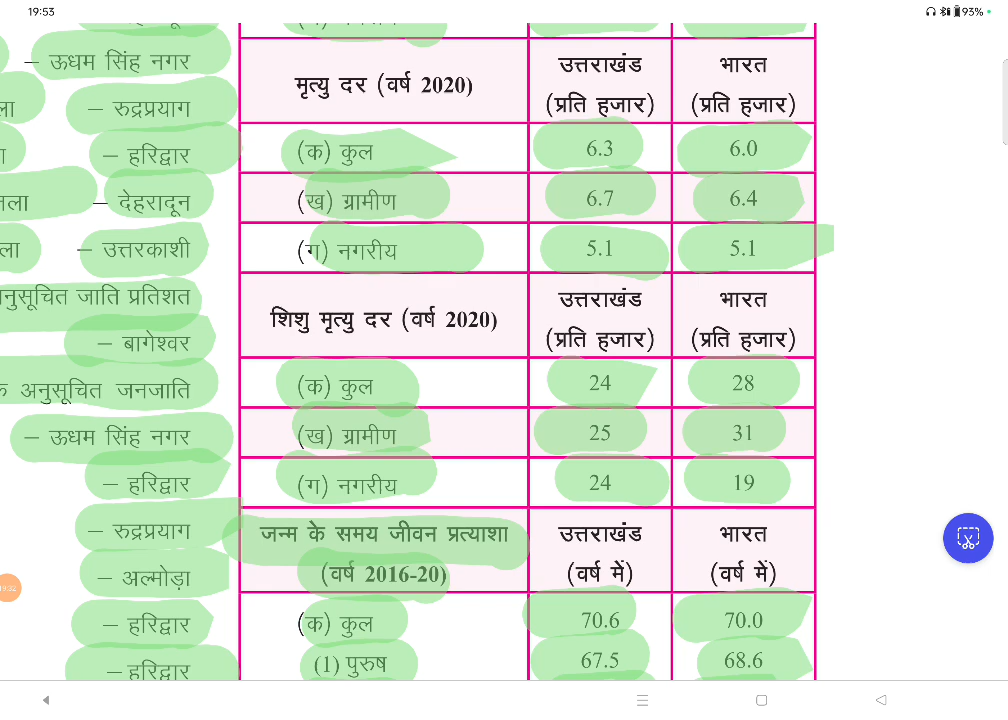 19:53
93%
– ऊधम सिंह नगर
ला – रुद्रप्रयाग
– हरिद्वार
– देहरादून
ला – उत्तरकाशी
अनुसूचित जाति प्रतिशत
– बागेश्वर
अनुसूचित जनजाति
– ऊधम सिंह नगर
– हरिद्वार
– रुद्रप्रयाग
– अल्मोड़ा
– हरिद्वार
– हरिद्वार
मृत्यु दर (वर्ष 2020) उत्तराखंड (प्रति हजार) भारत (प्रति हजार)
(क) कुल 6.3 6.0
(ख) ग्रामीण 6.7 6.4
(ग) नगरीय 5.1 5.1
शिशु मृत्यु दर (वर्ष 2020) उत्तराखंड (प्रति हजार) भारत (प्रति हजार)
(क) कुल 24 28
(ख) ग्रामीण 25 31
(ग) नगरीय 24 19
जन्म के समय जीवन प्रत्याशा (वर्ष 2016-20) उत्तराखंड (वर्ष में) भारत (वर्ष में)
(क) कुल 70.6 70.0
(1) पुरुष 67.5 68.6